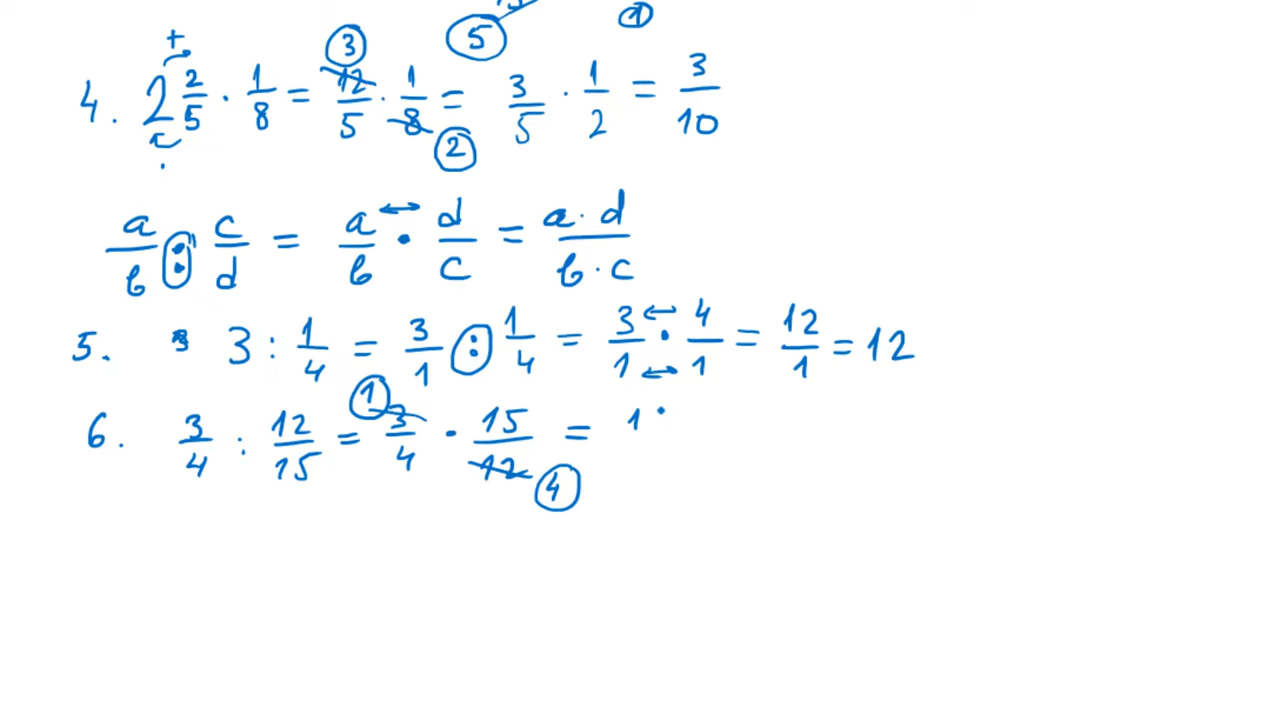 5 1
4. 2 2/5 · 1/8 = 12/5 · 1/8 = 3/5 · 1/2 = 3/10
+ 3 2
a/b : c/d = a/b · d/c = a·d/b·c
5. 3 : 1/4 = 3/1 : 1/4 = 3/1 · 4/1 = 12/1 = 12
6. 3/4 : 12/15 = 3/4 · 15/12 = 1 ·
1 4